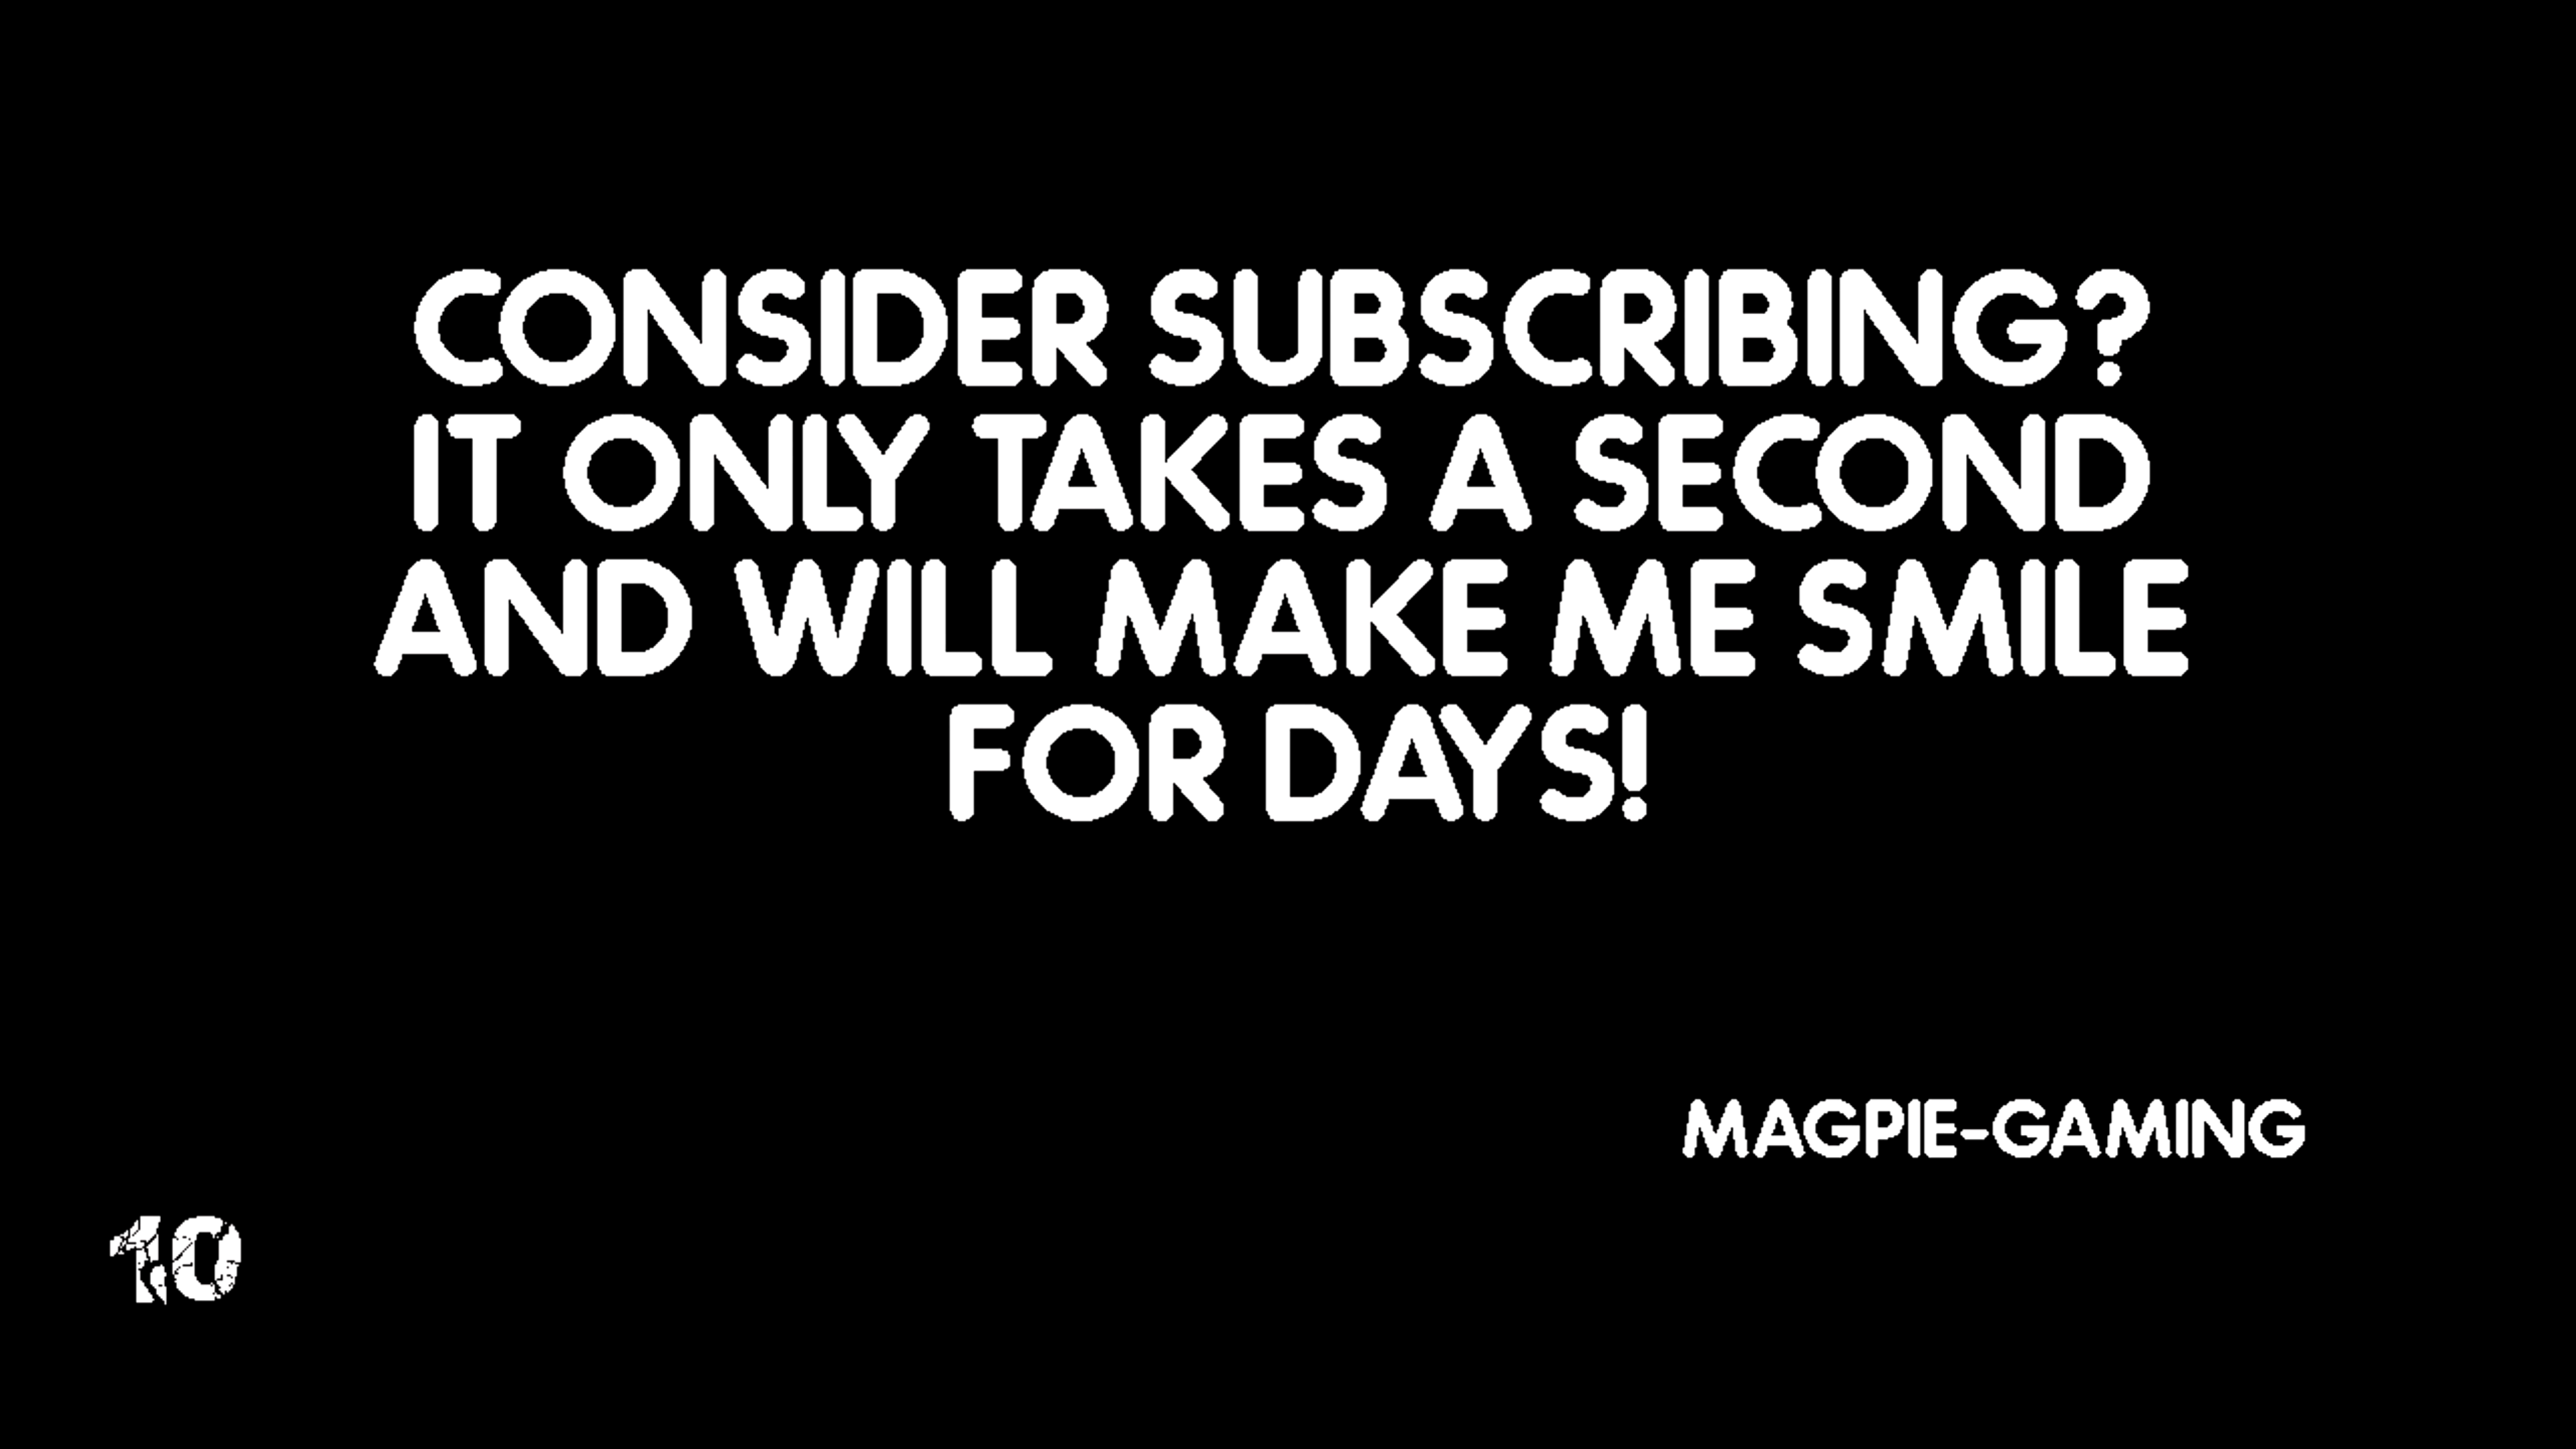 CONSIDER SUBSCRIBING?
IT ONLY TAKES A SECOND
AND WILL MAKE ME SMILE
FOR DAYS!
MAGPIE-GAMING
10